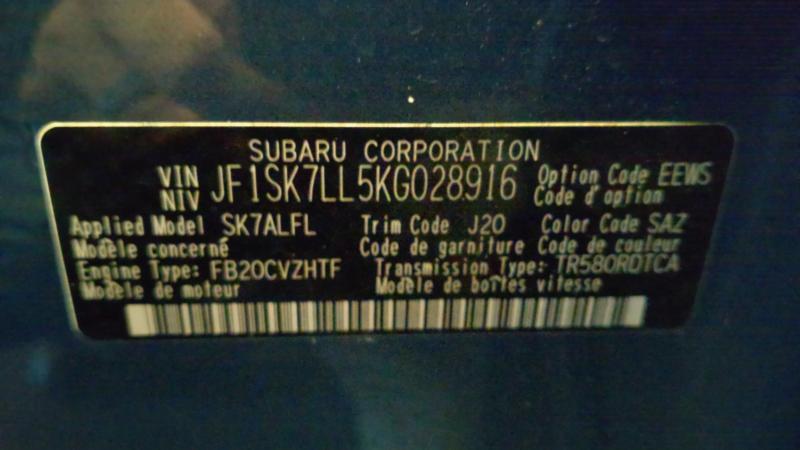 SUBARU CORPORATION
VIN NIV JF1SK7LL5KG028916 Option Code EEWS
Code d'option
Applied Model SK7ALFL Trim Code J20 Color Code SAZ
Modèle concerné Code de garniture Code de couleur
Engine Type: FB20CVZHTF Transmission Type: TR580RDTCA
Modèle de moteur Modèle de boîtes vitesse